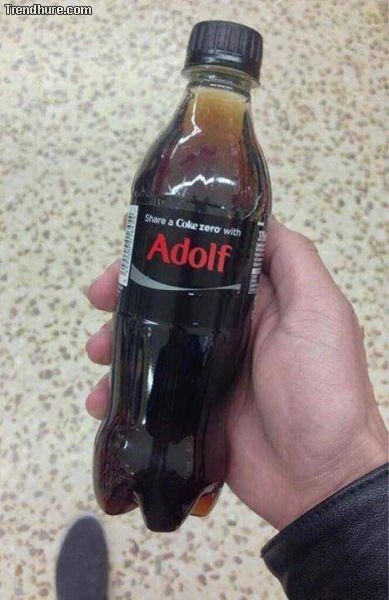 Trendhure.com
Share a Coke zero with
Adolf